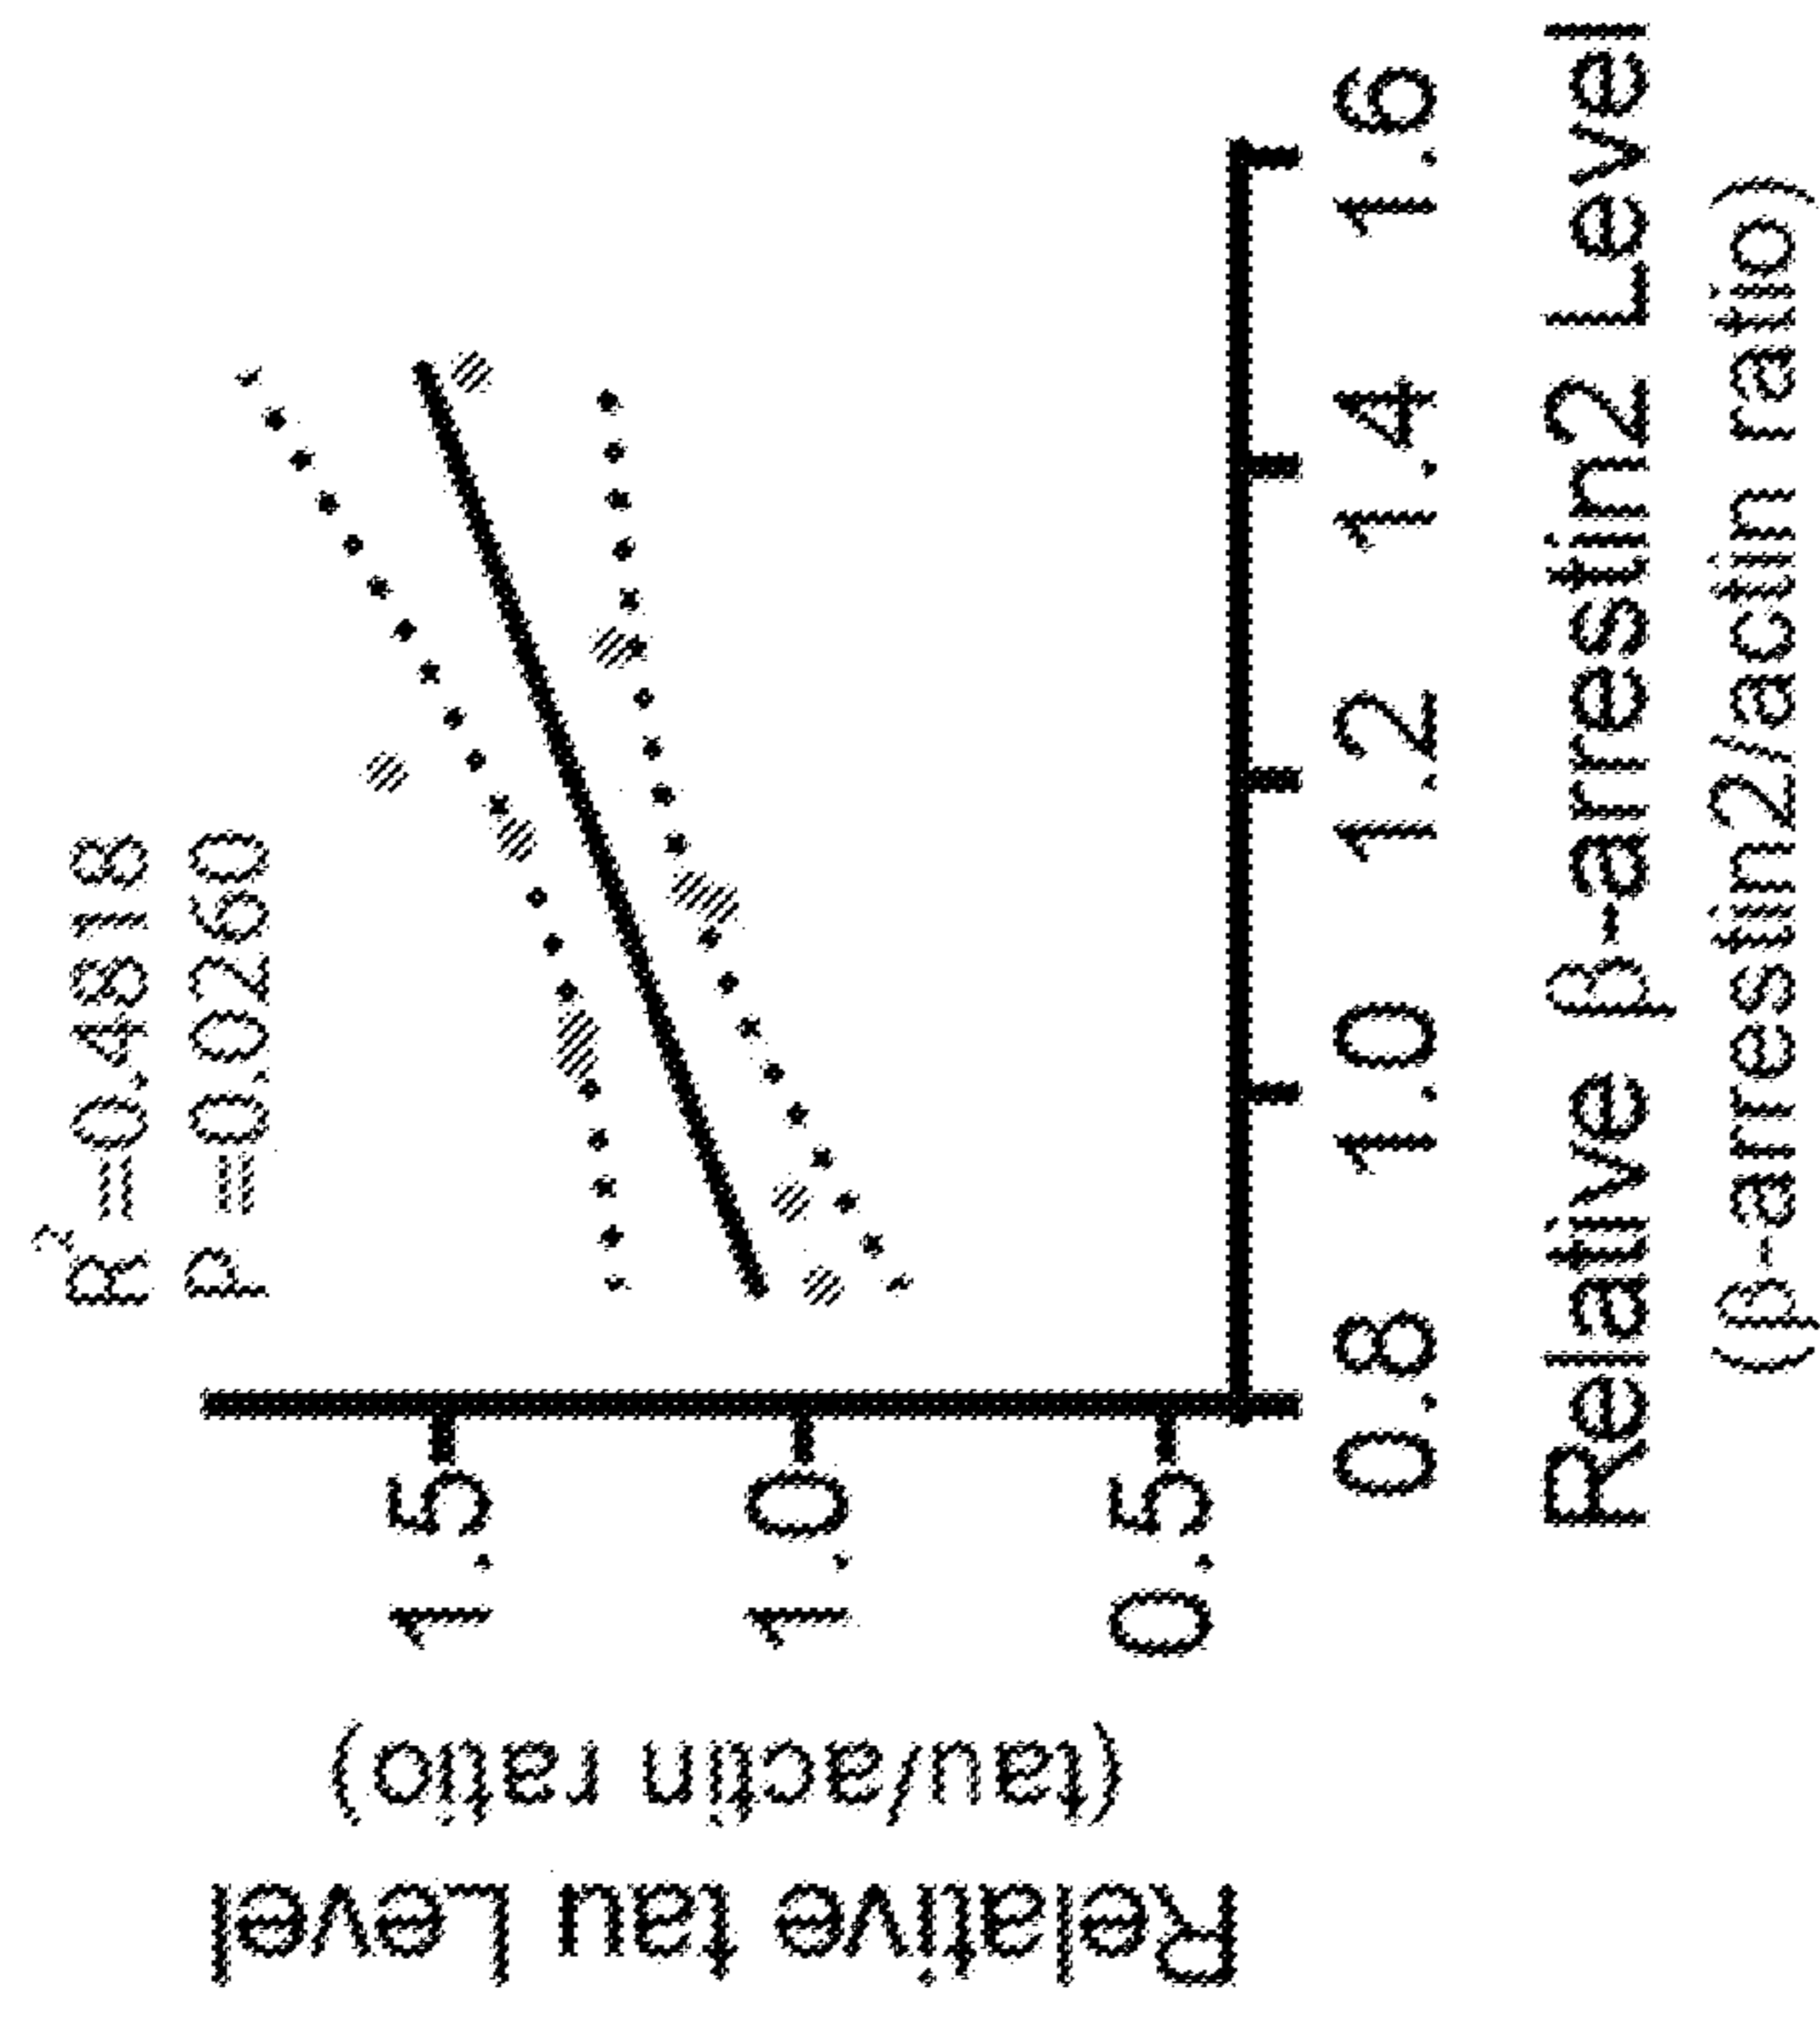 R²=0.4818
P =0.0260
Relative tau Level
(tau/actin ratio)
1.5
1.0
0.5
0.8 1.0 1.2 1.4 1.6
Relative β-arrestin2 Level
(β-arrestin2/actin ratio)